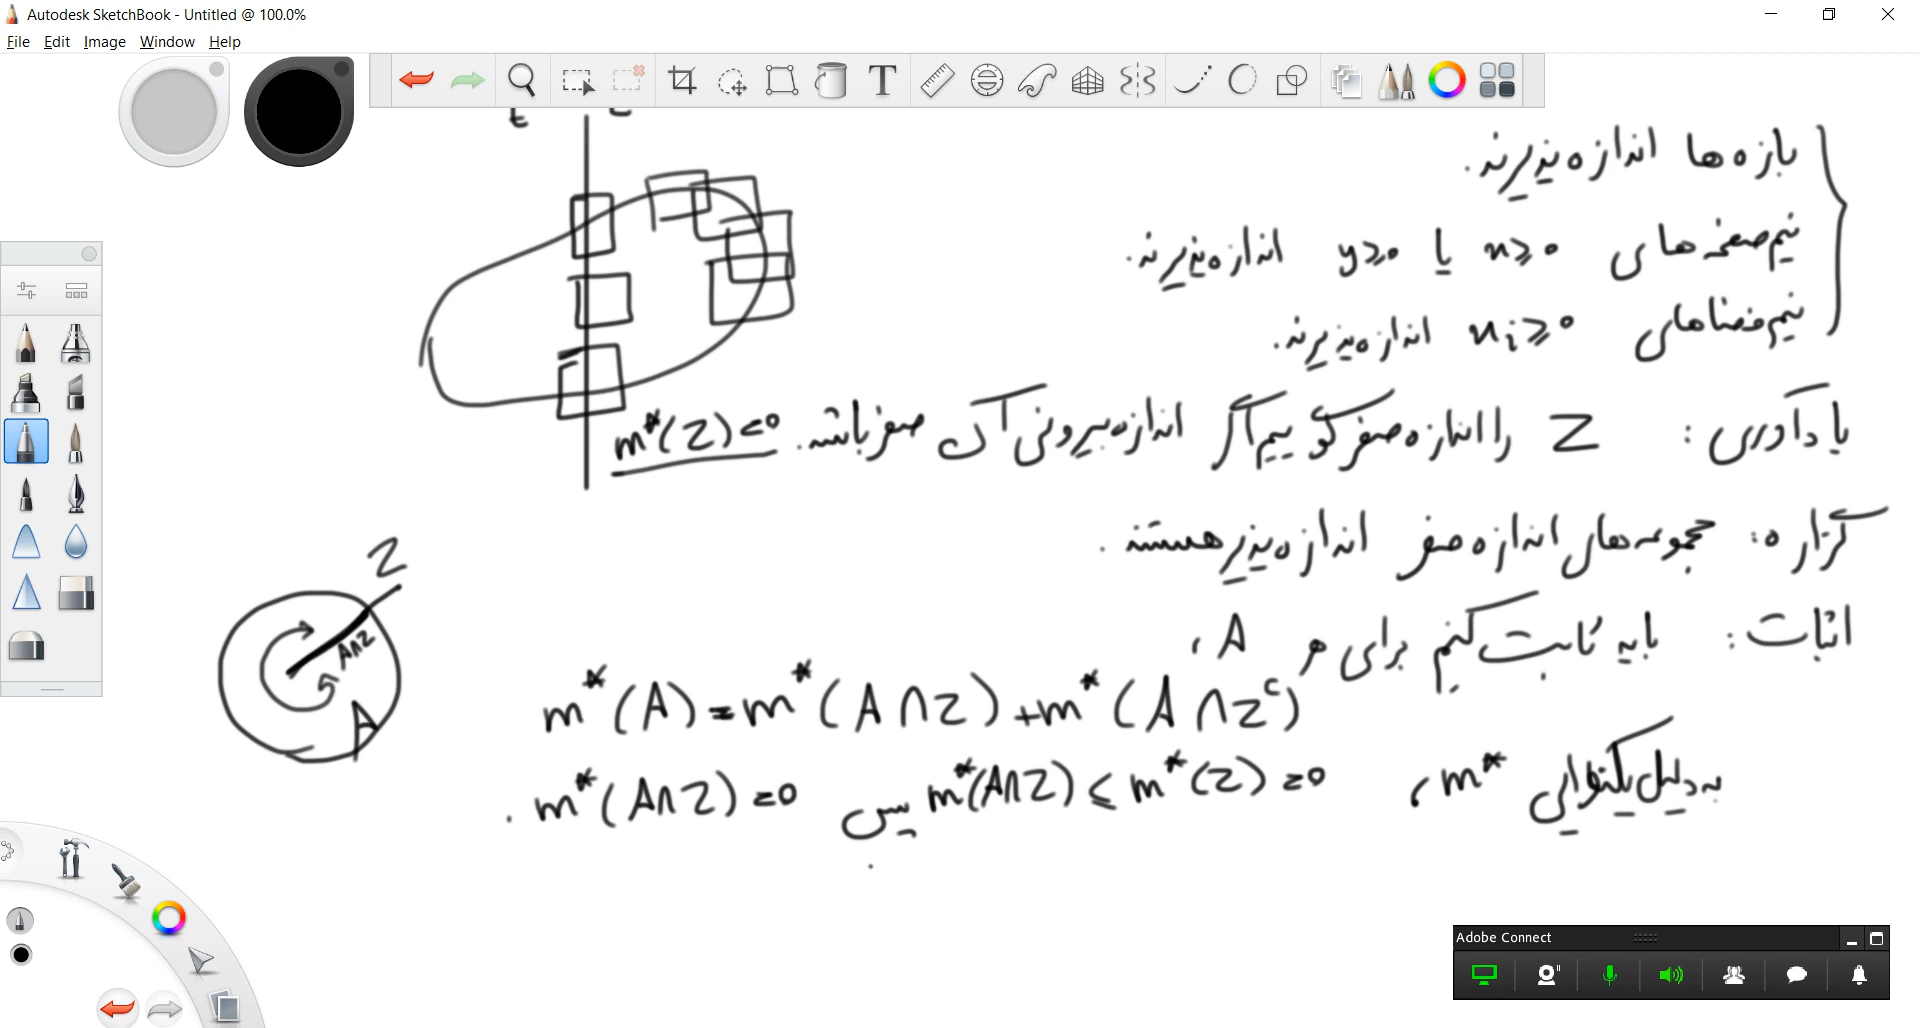 Autodesk SketchBook - Untitled @ 100.0%
File Edit Image Window Help
بازه‌ها اندازه‌پذیرند.
نیم‌صفحه‌های x≥0 یا y≥0 اندازه‌پذیرند.
نیم‌فضاهای xi≥0 اندازه‌پذیرند.
یادآوری: Z را اندازه صفر گوییم اگر اندازه بیرونی آن صفر باشد. m*(Z)=0
گزاره: مجموعه‌های اندازه صفر اندازه‌پذیر هستند.
اثبات: باید ثابت کنیم برای هر A،
m*(A)=m*(A∩Z)+m*(A∩Z^c)
به دلیل یکنوایی m*، m*(A∩Z)≤m*(Z)=0 پس m*(A∩Z)=0.
Z
A∩Z
A
Adobe Connect